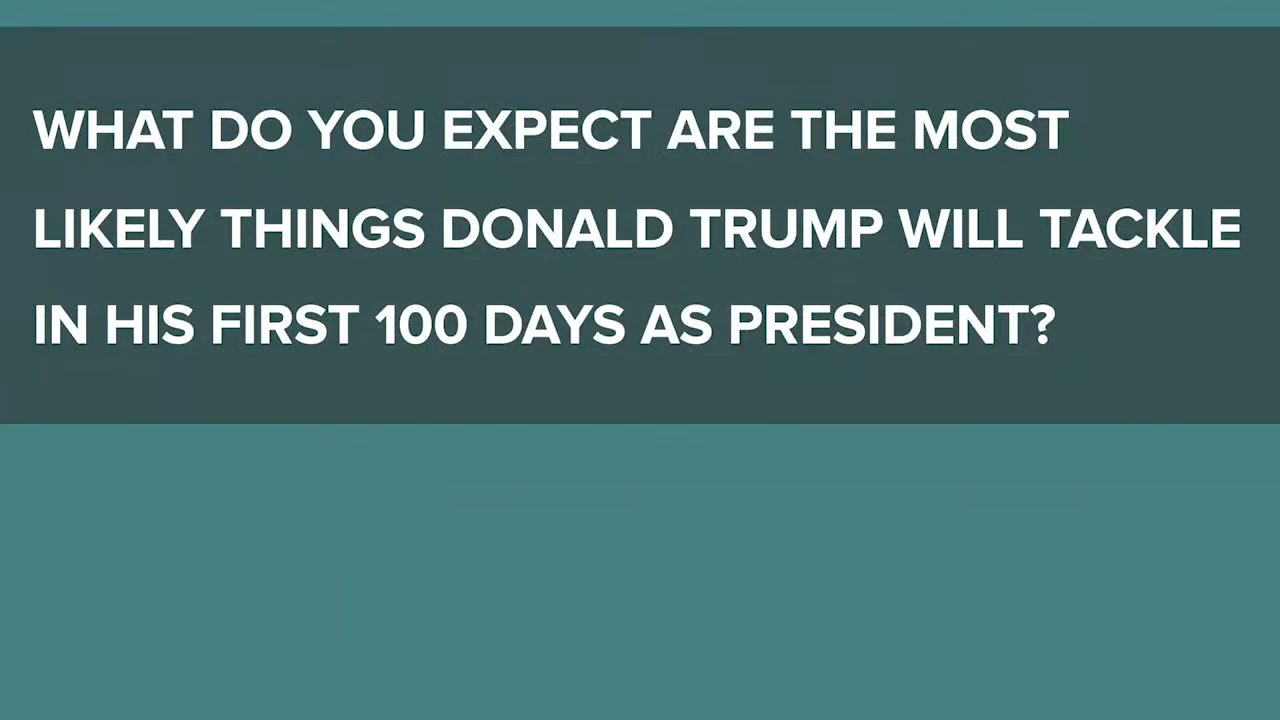 WHAT DO YOU EXPECT ARE THE MOST
LIKELY THINGS DONALD TRUMP WILL TACKLE
IN HIS FIRST 100 DAYS AS PRESIDENT?